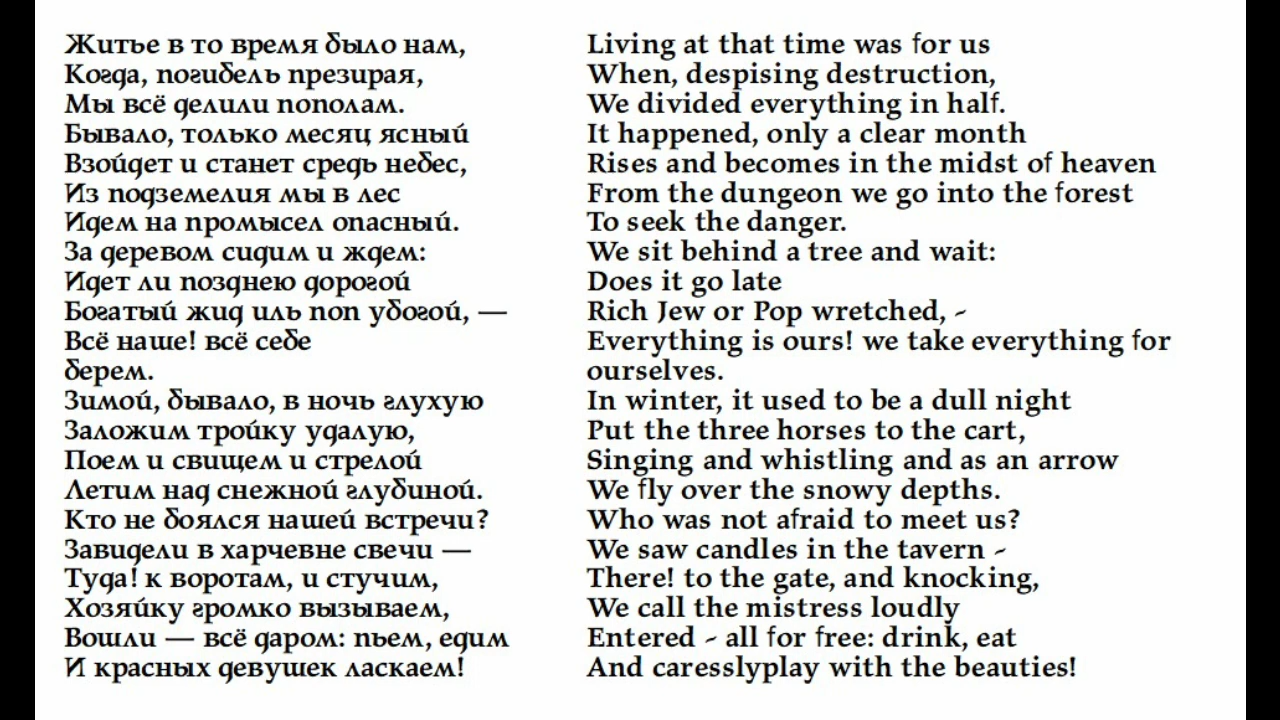 Житье в то время было нам,
Когда, погибель презирая,
Мы всё делили пополам.
Бывало, только месяц ясный
Взойдет и станет средь небес,
Из подземелия мы в лес
Идем на промысел опасный.
За деревом сидим и ждем:
Идет ли позднею дорогой
Богатый жид иль поп убогой, —
Всё наше! всё себе
берем.
Зимой, бывало, в ночь глухую
Заложим тройку удалую,
Поем и свищем и стрелой
Летим над снежной глубиной.
Кто не боялся нашей встречи?
Завидели в харчевне свечи —
Туда! к воротам, и стучим,
Хозяйку громко вызываем,
Вошли — всё даром: пьем, едим
И красных девушек ласкаем!
Living at that time was for us
When, despising destruction,
We divided everything in half.
It happened, only a clear month
Rises and becomes in the midst of heaven
From the dungeon we go into the forest
To seek the danger.
We sit behind a tree and wait:
Does it go late
Rich Jew or Pop wretched, -
Everything is ours! we take everything for
ourselves.
In winter, it used to be a dull night
Put the three horses to the cart,
Singing and whistling and as an arrow
We fly over the snowy depths.
Who was not afraid to meet us?
We saw candles in the tavern -
There! to the gate, and knocking,
We call the mistress loudly
Entered - all for free: drink, eat
And caresslyplay with the beauties!